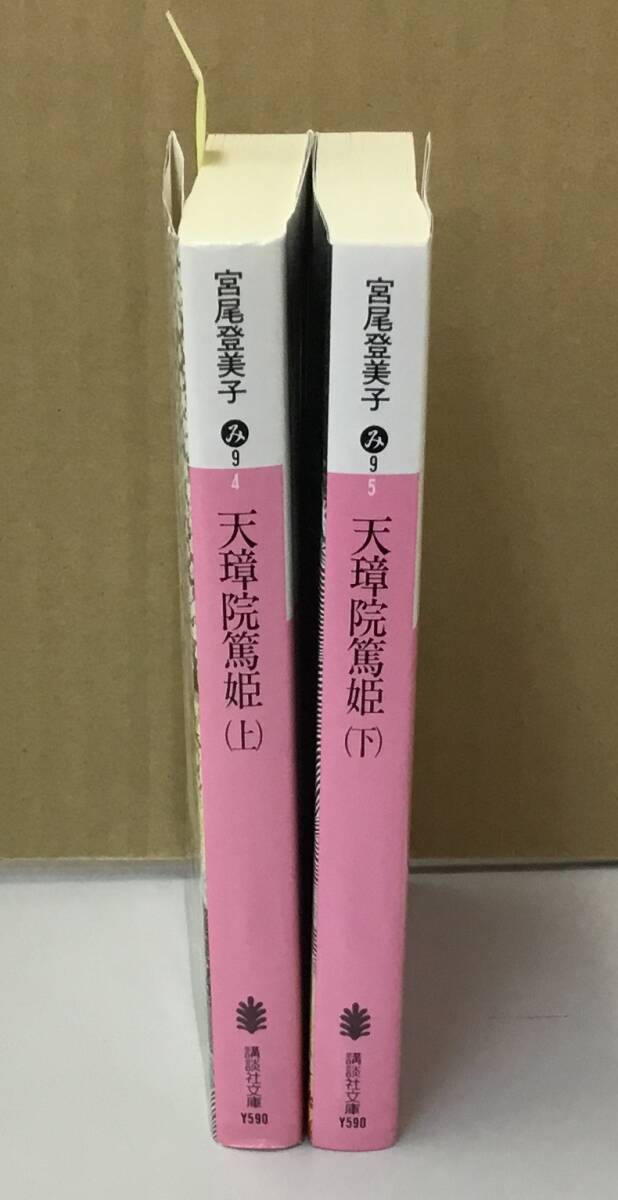 宮尾登美子
み
9
4
天璋院篤姫(上)
講談社文庫
Y590
宮尾登美子
み
9
5
天璋院篤姫(下)
講談社文庫
Y590